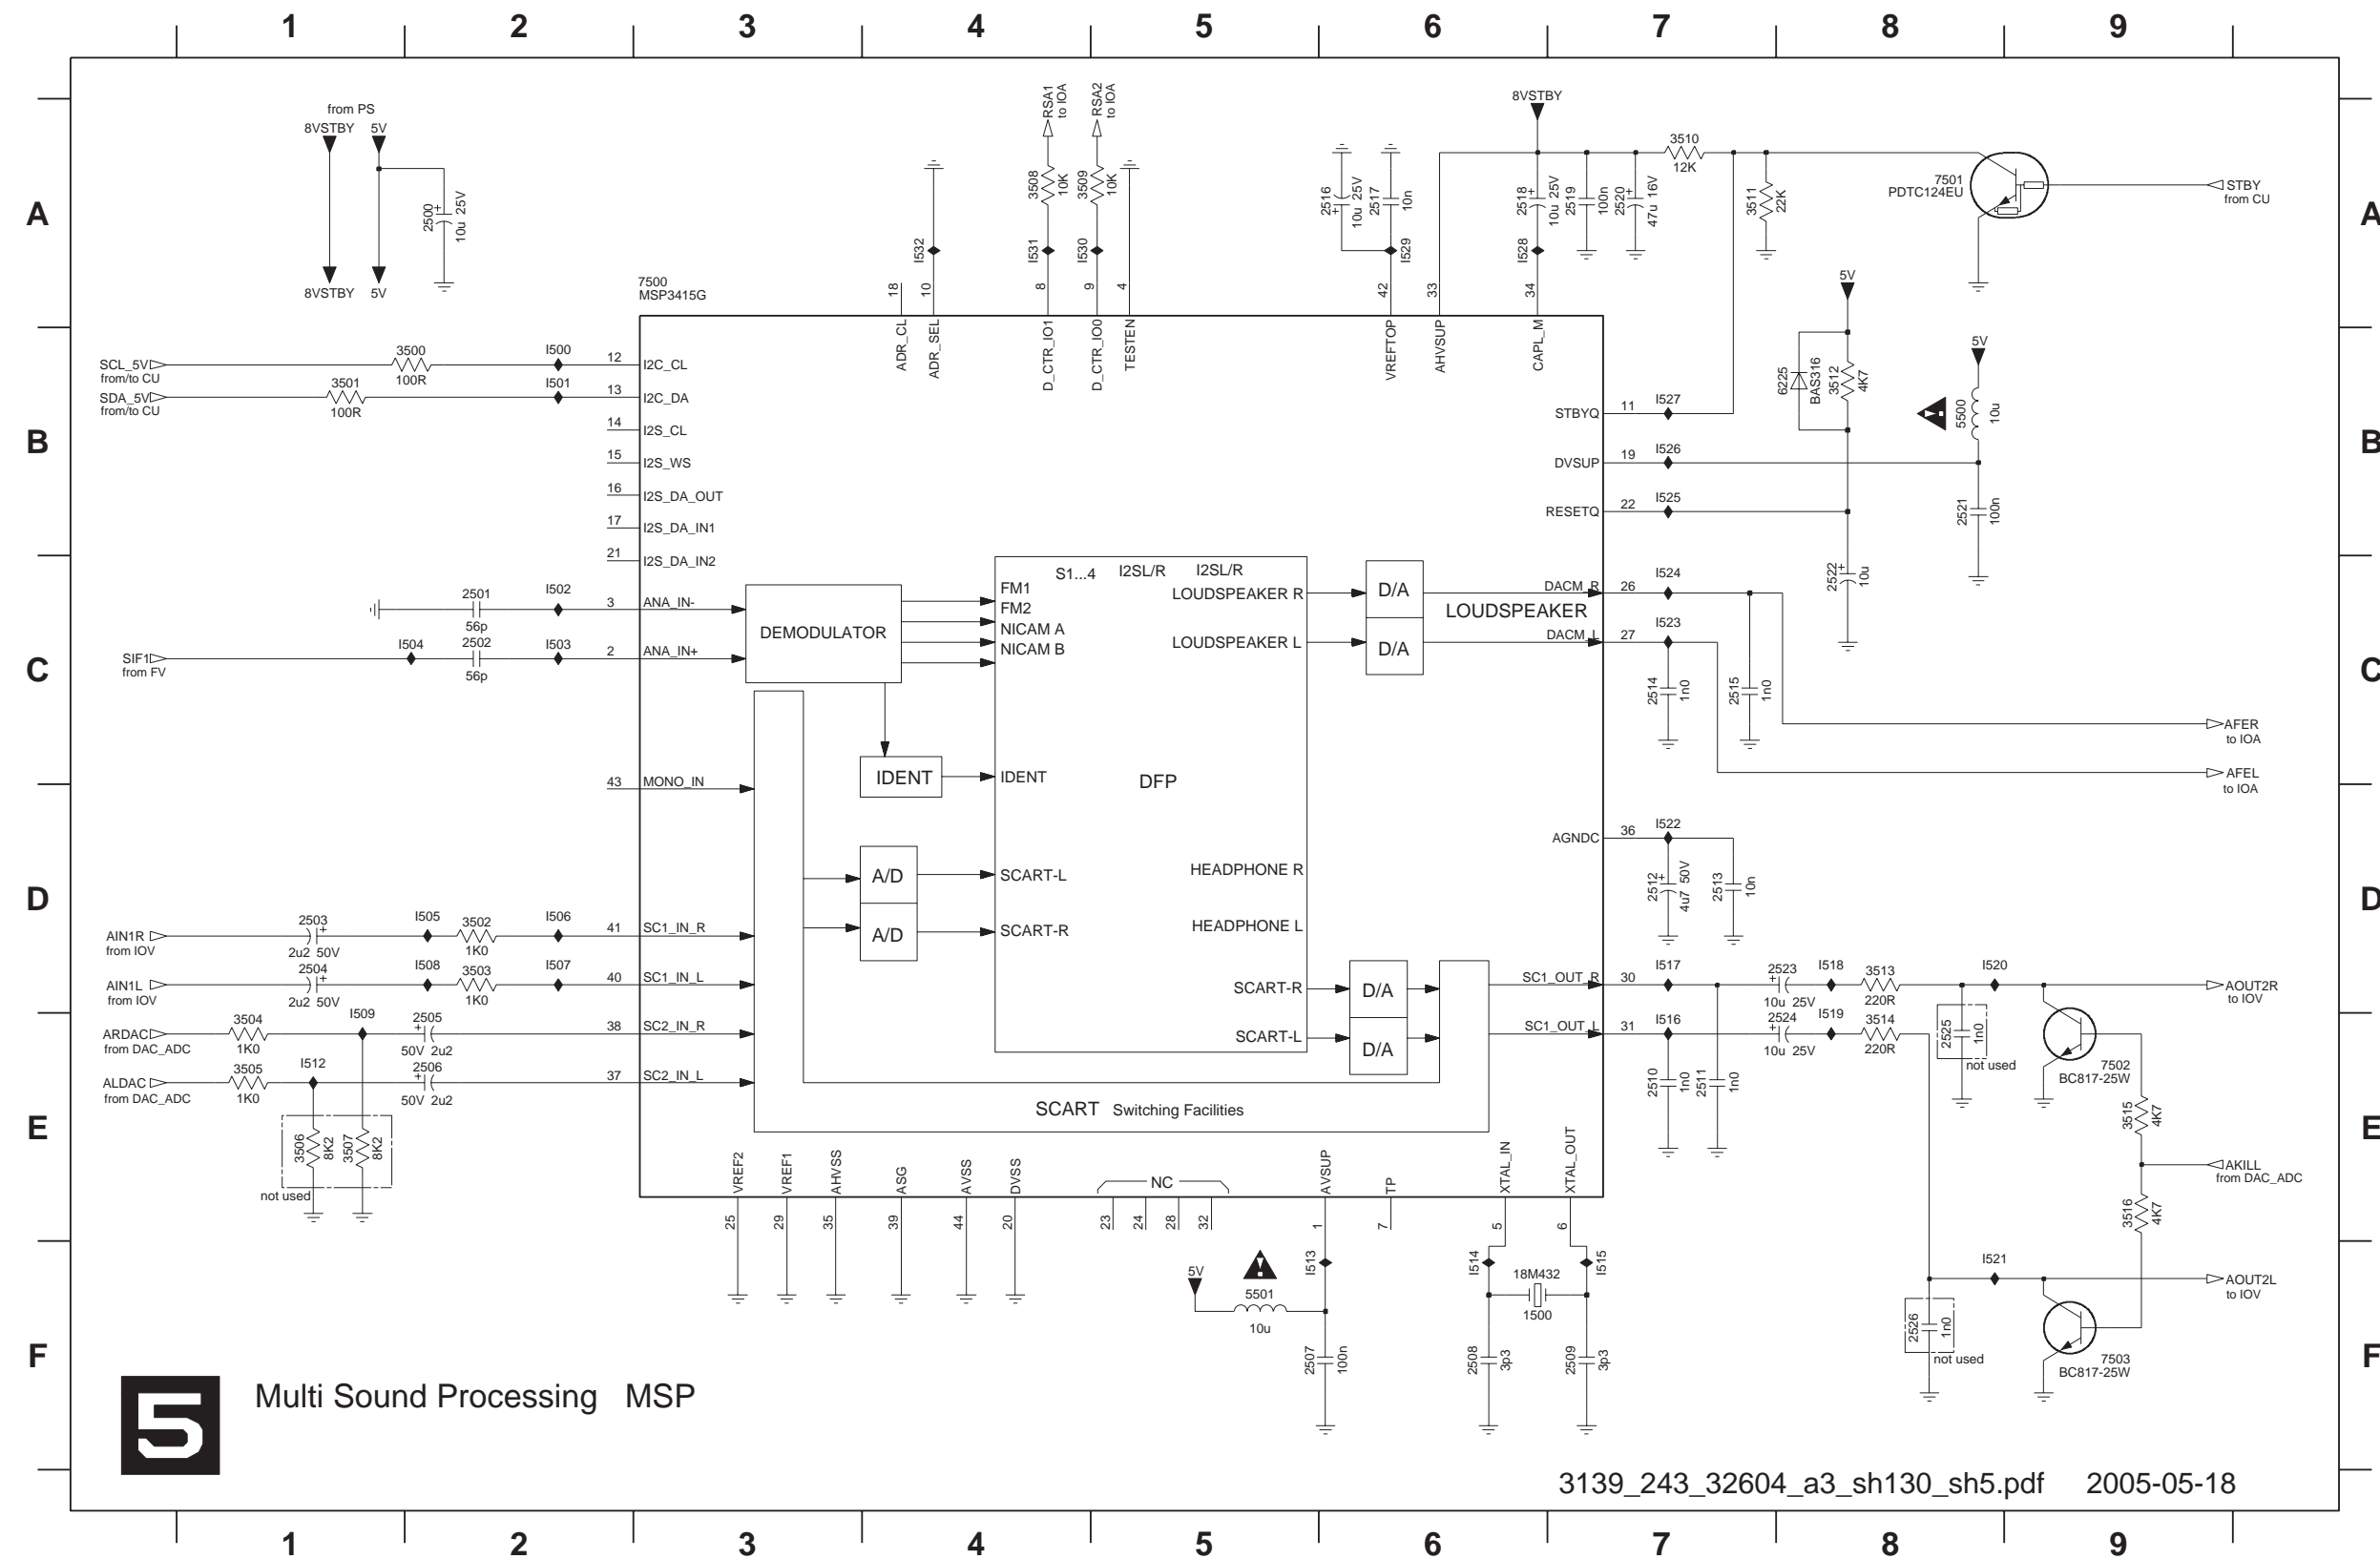 1 2 3 4 5 6 7 8 9
A
from PS
8VSTBY 5V
2500
+
10u 25V
8VSTBY 5V
I532
RSA1
to IOA
3508
10K
I531
RSA2
to IOA
3509
10K
I530
2516
+
10u 25V
2517
10n
I529
8VSTBY
2518
+
10u 25V
I528
2519
100n
2520
+
47u 16V
3510
12K
3511
22K
7501
PDTC124EU
STBY
from CU
A
7500
MSP3415G
18
ADR_CL
10
ADR_SEL
8
D_CTR_IO1
9
D_CTR_IO0
4
TESTEN
42
VREFTOP
33
AHVSUP
34
CAPL_M
B
SCL_5V
from/to CU
3500
100R
I500
12
I2C_CL
SDA_5V
from/to CU
3501
100R
I501
13
I2C_DA
14 I2S_CL
15 I2S_WS
16 I2S_DA_OUT
17 I2S_DA_IN1
21 I2S_DA_IN2
STBYQ 11 I527
DVSUP 19 I526
RESETQ 22 I525
5V
6225
BAS316
3512
4K7
5V
5500
10u
2521
100n
2522
+
10u
B
C
2501
56p
I502
3 ANA_IN-
SIF1
from FV
I504
2502
56p
I503
2 ANA_IN+
DEMODULATOR
FM1
FM2
NICAM A
NICAM B
S1...4 I2SL/R I2SL/R
LOUDSPEAKER R
LOUDSPEAKER L
D/A
D/A
DACM_R
LOUDSPEAKER
DACM_L
26 I524
27 I523
2514
1n0
2515
1n0
AFER
to IOA
AFEL
to IOA
C
IDENT
IDENT
DFP
43 MONO_IN
D
A/D
A/D
SCART-L
SCART-R
HEADPHONE R
HEADPHONE L
AGNDC 36 I522
2512
+
4u7 50V
2513
10n
AIN1R
from IOV
2503
+
2u2 50V
I505
3502
1K0
I506
41 SC1_IN_R
AIN1L
from IOV
2504
+
2u2 50V
I508
3503
1K0
I507
40 SC1_IN_L
SCART-R
SCART-L
D/A
D/A
SC1_OUT_R 30 I517
2523
+
10u 25V
I518
3513
220R
I520
AOUT2R
to IOV
D
E
ARDAC
from DAC_ADC
3504
1K0
I509
2505
+
50V 2u2
38 SC2_IN_R
ALDAC
from DAC_ADC
3505
1K0
I512
2506
+
50V 2u2
37 SC2_IN_L
3506
8K2
3507
8K2
not used
SCART Switching Facilities
SC1_OUT_L 31 I516
2524
+
10u 25V
I519
3514
220R
2510
1n0
2511
1n0
2525
1n0
not used
7502
BC817-25W
3515
4K7
AKILL
from DAC_ADC
3516
4K7
E
VREF2
25
VREF1
29
AHVSS
35
ASG
39
AVSS
44
DVSS
20
NC
23
24
28
32
AVSUP
1
TP
7
XTAL_IN
5
XTAL_OUT
6
F
5V
5501
10u
I513
2507
100n
I514
18M432
1500
I515
2508
3p3
2509
3p3
I521
AOUT2L
to IOV
2526
1n0
not used
7503
BC817-25W
F
5 Multi Sound Processing MSP
3139_243_32604_a3_sh130_sh5.pdf 2005-05-18
1 2 3 4 5 6 7 8 9